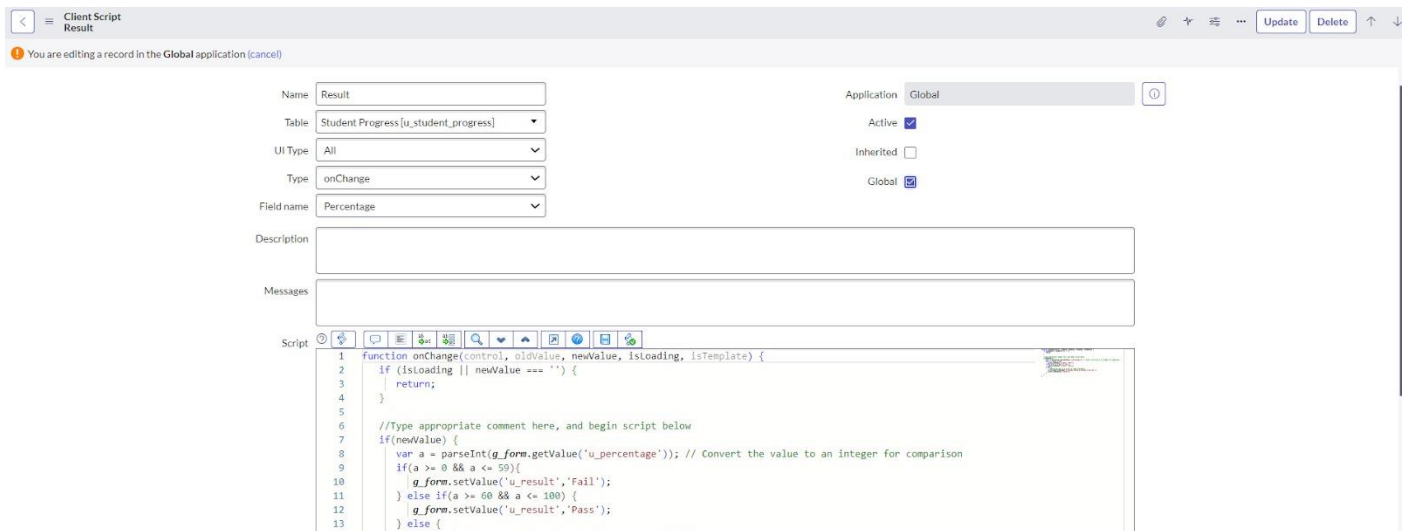 Client Script
Result
Update
Delete
You are editing a record in the Global application (cancel)
Name Result
Application Global
Table Student Progress [u_student_progress]
Active
UI Type All
Inherited
Type onChange
Global
Field name Percentage
Description
Messages
Script
1 function onChange(control, oldValue, newValue, isLoading, isTemplate) {
2 if (isLoading || newValue === '') {
3 return;
4 }
5
6 //Type appropriate comment here, and begin script below
7 if(newValue) {
8 var a = parseInt(g_form.getValue('u_percentage')); // Convert the value to an integer for comparison
9 if(a >= 0 && a <= 59){
10 g_form.setValue('u_result','Fail');
11 } else if(a >= 60 && a <= 100) {
12 g_form.setValue('u_result','Pass');
13 } else {